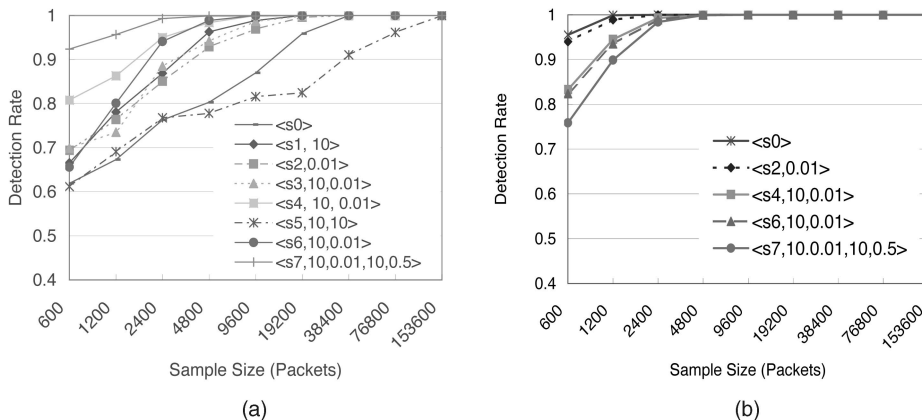 1
0.9
0.8
0.7
0.6
0.5
0.4
Detection Rate
<s0>
<s1, 10>
<s2,0.01>
<s3,10,0.01>
<s4, 10, 0.01>
<s5,10,10>
<s6,10,0.01>
<s7,10,0.01,10,0.5>
600
1200
2400
4800
9600
19200
38400
76800
153600
Sample Size (Packets)
(a)
1
0.9
0.8
0.7
0.6
0.5
0.4
Detection Rate
<s0>
<s2,0.01>
<s4,10,0.01>
<s6,10,0.01>
<s7,10.0.01,10,0.5>
600
1200
2400
4800
9600
19200
38400
76800
153600
Sample Size (Packets)
(b)